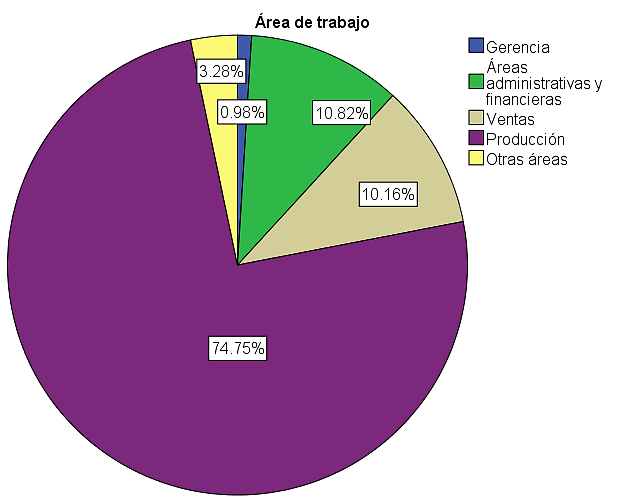 Área de trabajo
Gerencia
Áreas
administrativas y
financieras
Ventas
Producción
Otras áreas
3.28%
0.98%
10.82%
10.16%
74.75%